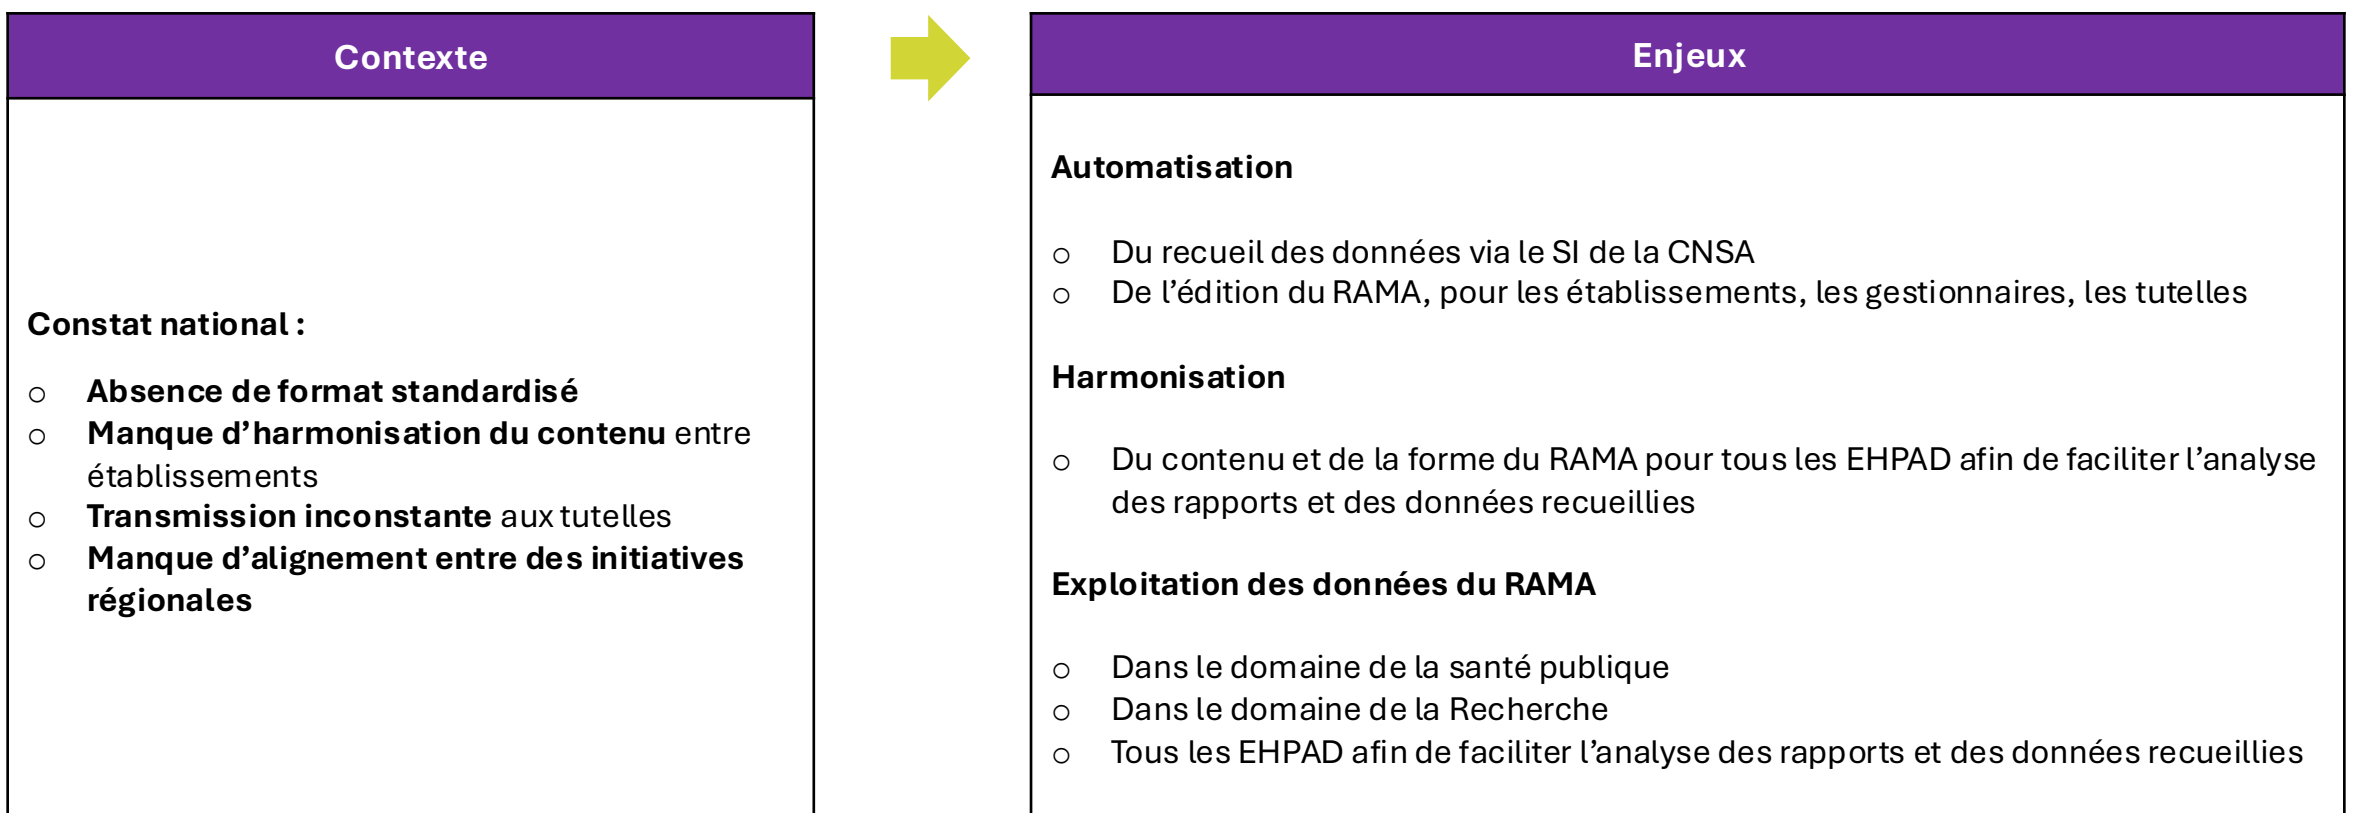 Contexte
Constat national :
o Absence de format standardisé
o Manque d’harmonisation du contenu entre
établissements
o Transmission inconstante aux tutelles
o Manque d’alignement entre des initiatives
régionales
Enjeux
Automatisation
o Du recueil des données via le SI de la CNSA
o De l’édition du RAMA, pour les établissements, les gestionnaires, les tutelles
Harmonisation
o Du contenu et de la forme du RAMA pour tous les EHPAD afin de faciliter l’analyse
des rapports et des données recueillies
Exploitation des données du RAMA
o Dans le domaine de la santé publique
o Dans le domaine de la Recherche
o Tous les EHPAD afin de faciliter l’analyse des rapports et des données recueillies